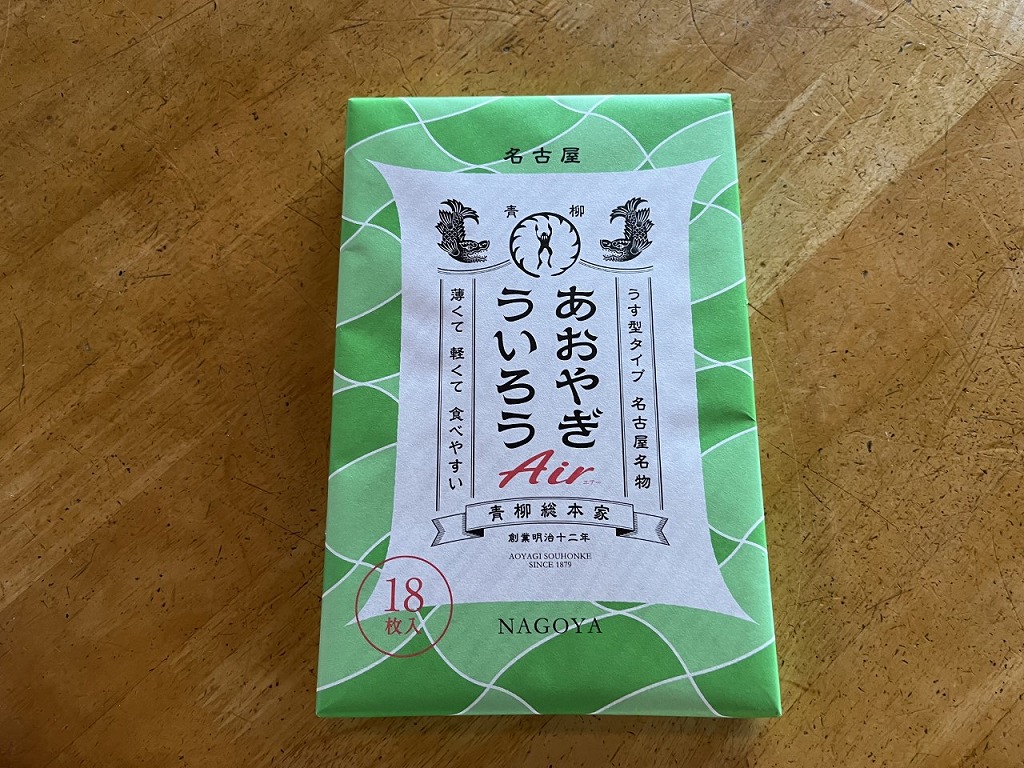 名古屋
青柳
うす型タイプ 名古屋名物
あおやぎ
ういろう
薄くて 軽くて 食べやすい
Air
エアー
青柳総本家
創業明治十二年
AOYAGI SOUHONKE
SINCE 1879
18
枚入
NAGOYA